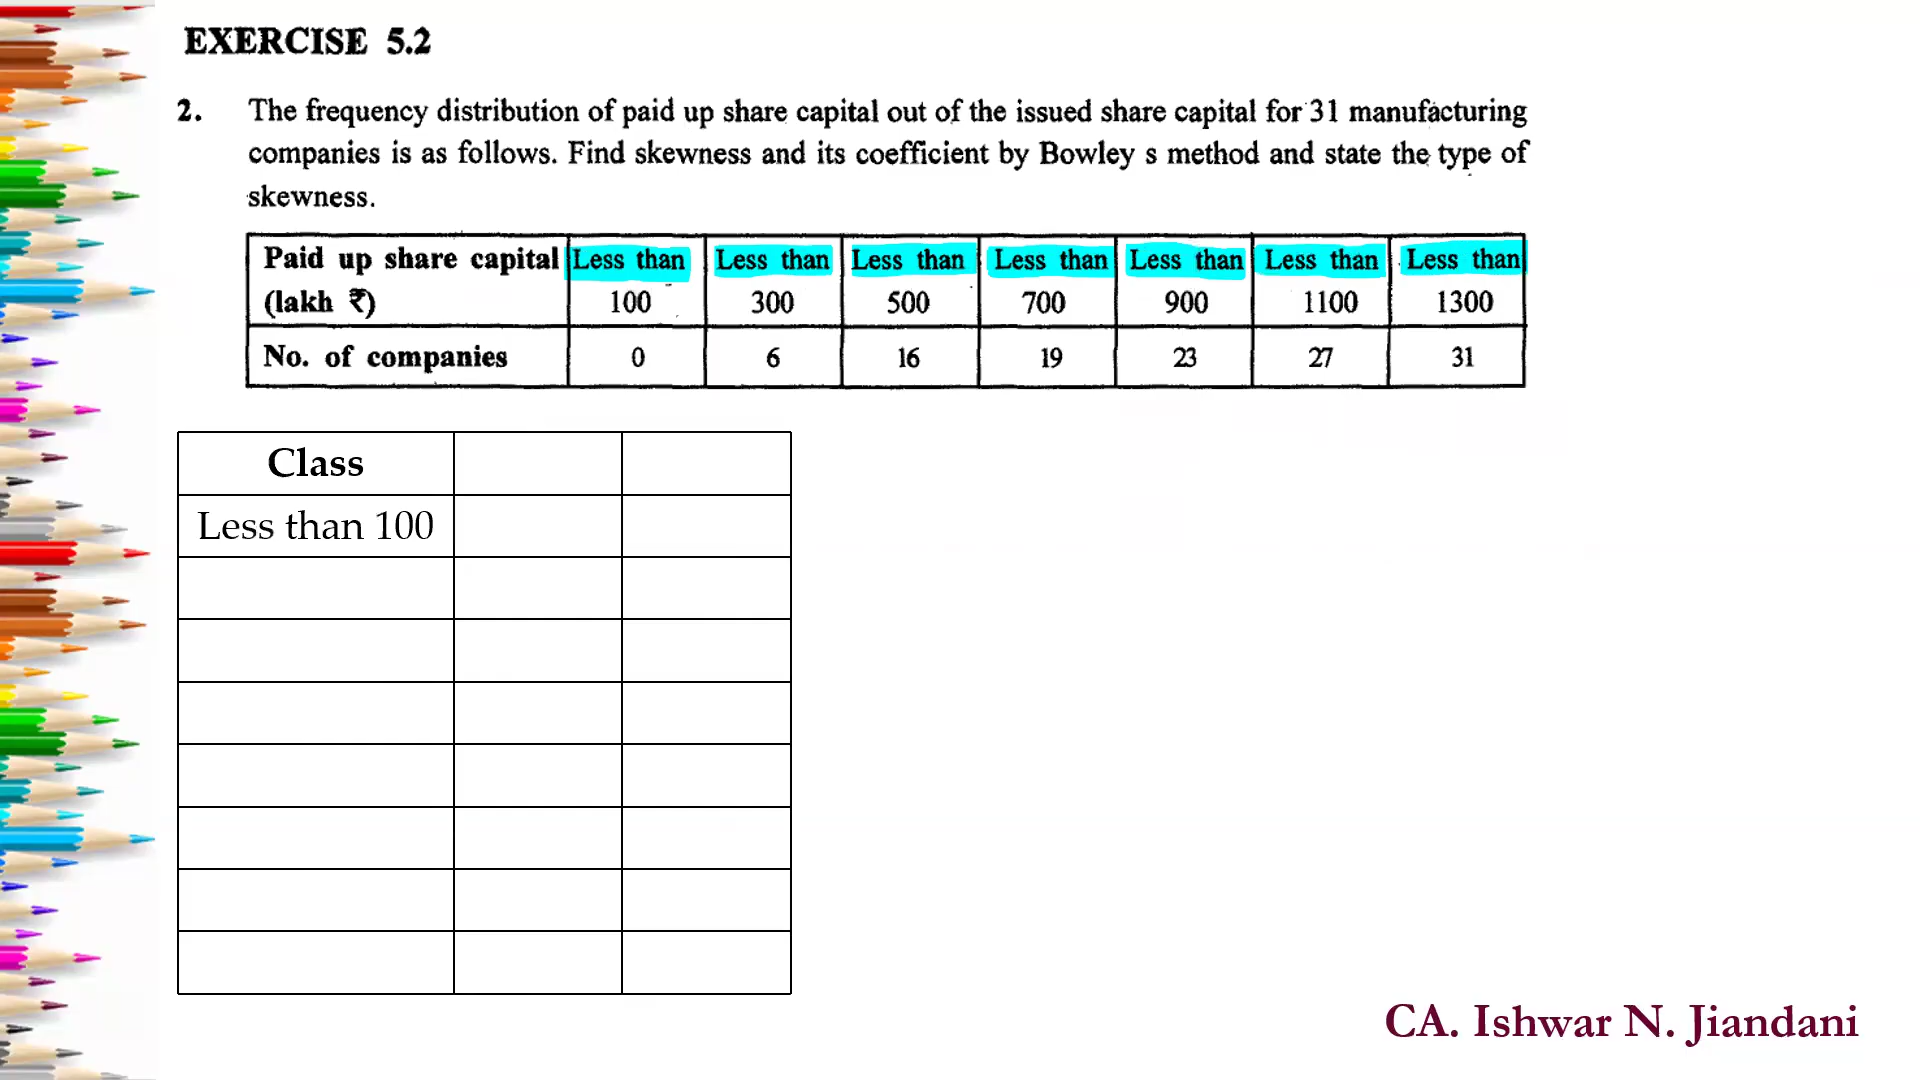 EXERCISE 5.2
2. The frequency distribution of paid up share capital out of the issued share capital for 31 manufacturing
companies is as follows. Find skewness and its coefficient by Bowley s method and state the type of
skewness.
Paid up share capital Less than Less than Less than Less than Less than Less than Less than
(lakh ₹) 100 300 500 700 900 1100 1300
No. of companies 0 6 16 19 23 27 31
Class
Less than 100
CA. Ishwar N. Jiandani